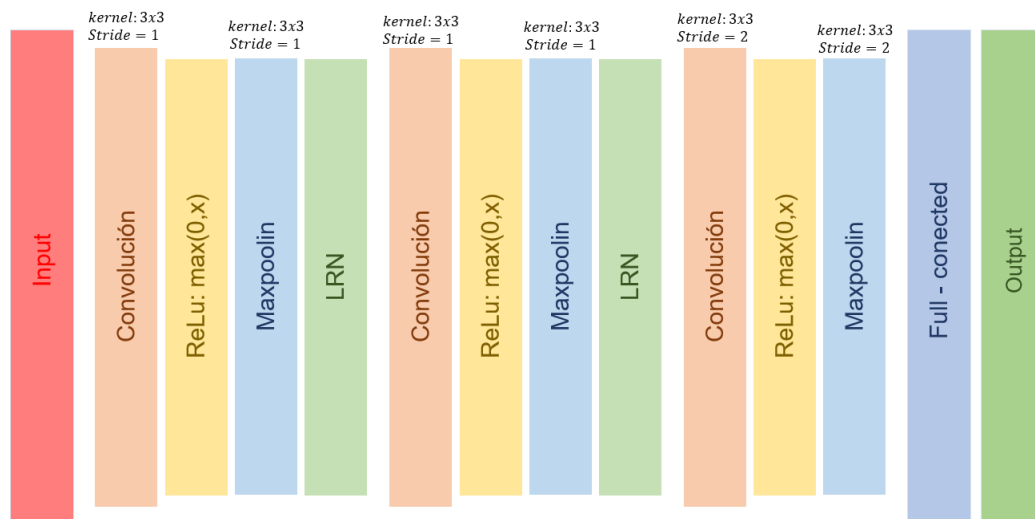 kernel: 3x3
Stride = 1
kernel: 3x3
Stride = 1
kernel: 3x3
Stride = 1
kernel: 3x3
Stride = 1
kernel: 3x3
Stride = 2
kernel: 3x3
Stride = 2
Input
Convolución
ReLu: max(0,x)
Maxpoolin
LRN
Convolución
ReLu: max(0,x)
Maxpoolin
LRN
Convolución
ReLu: max(0,x)
Maxpoolin
Full - conected
Output